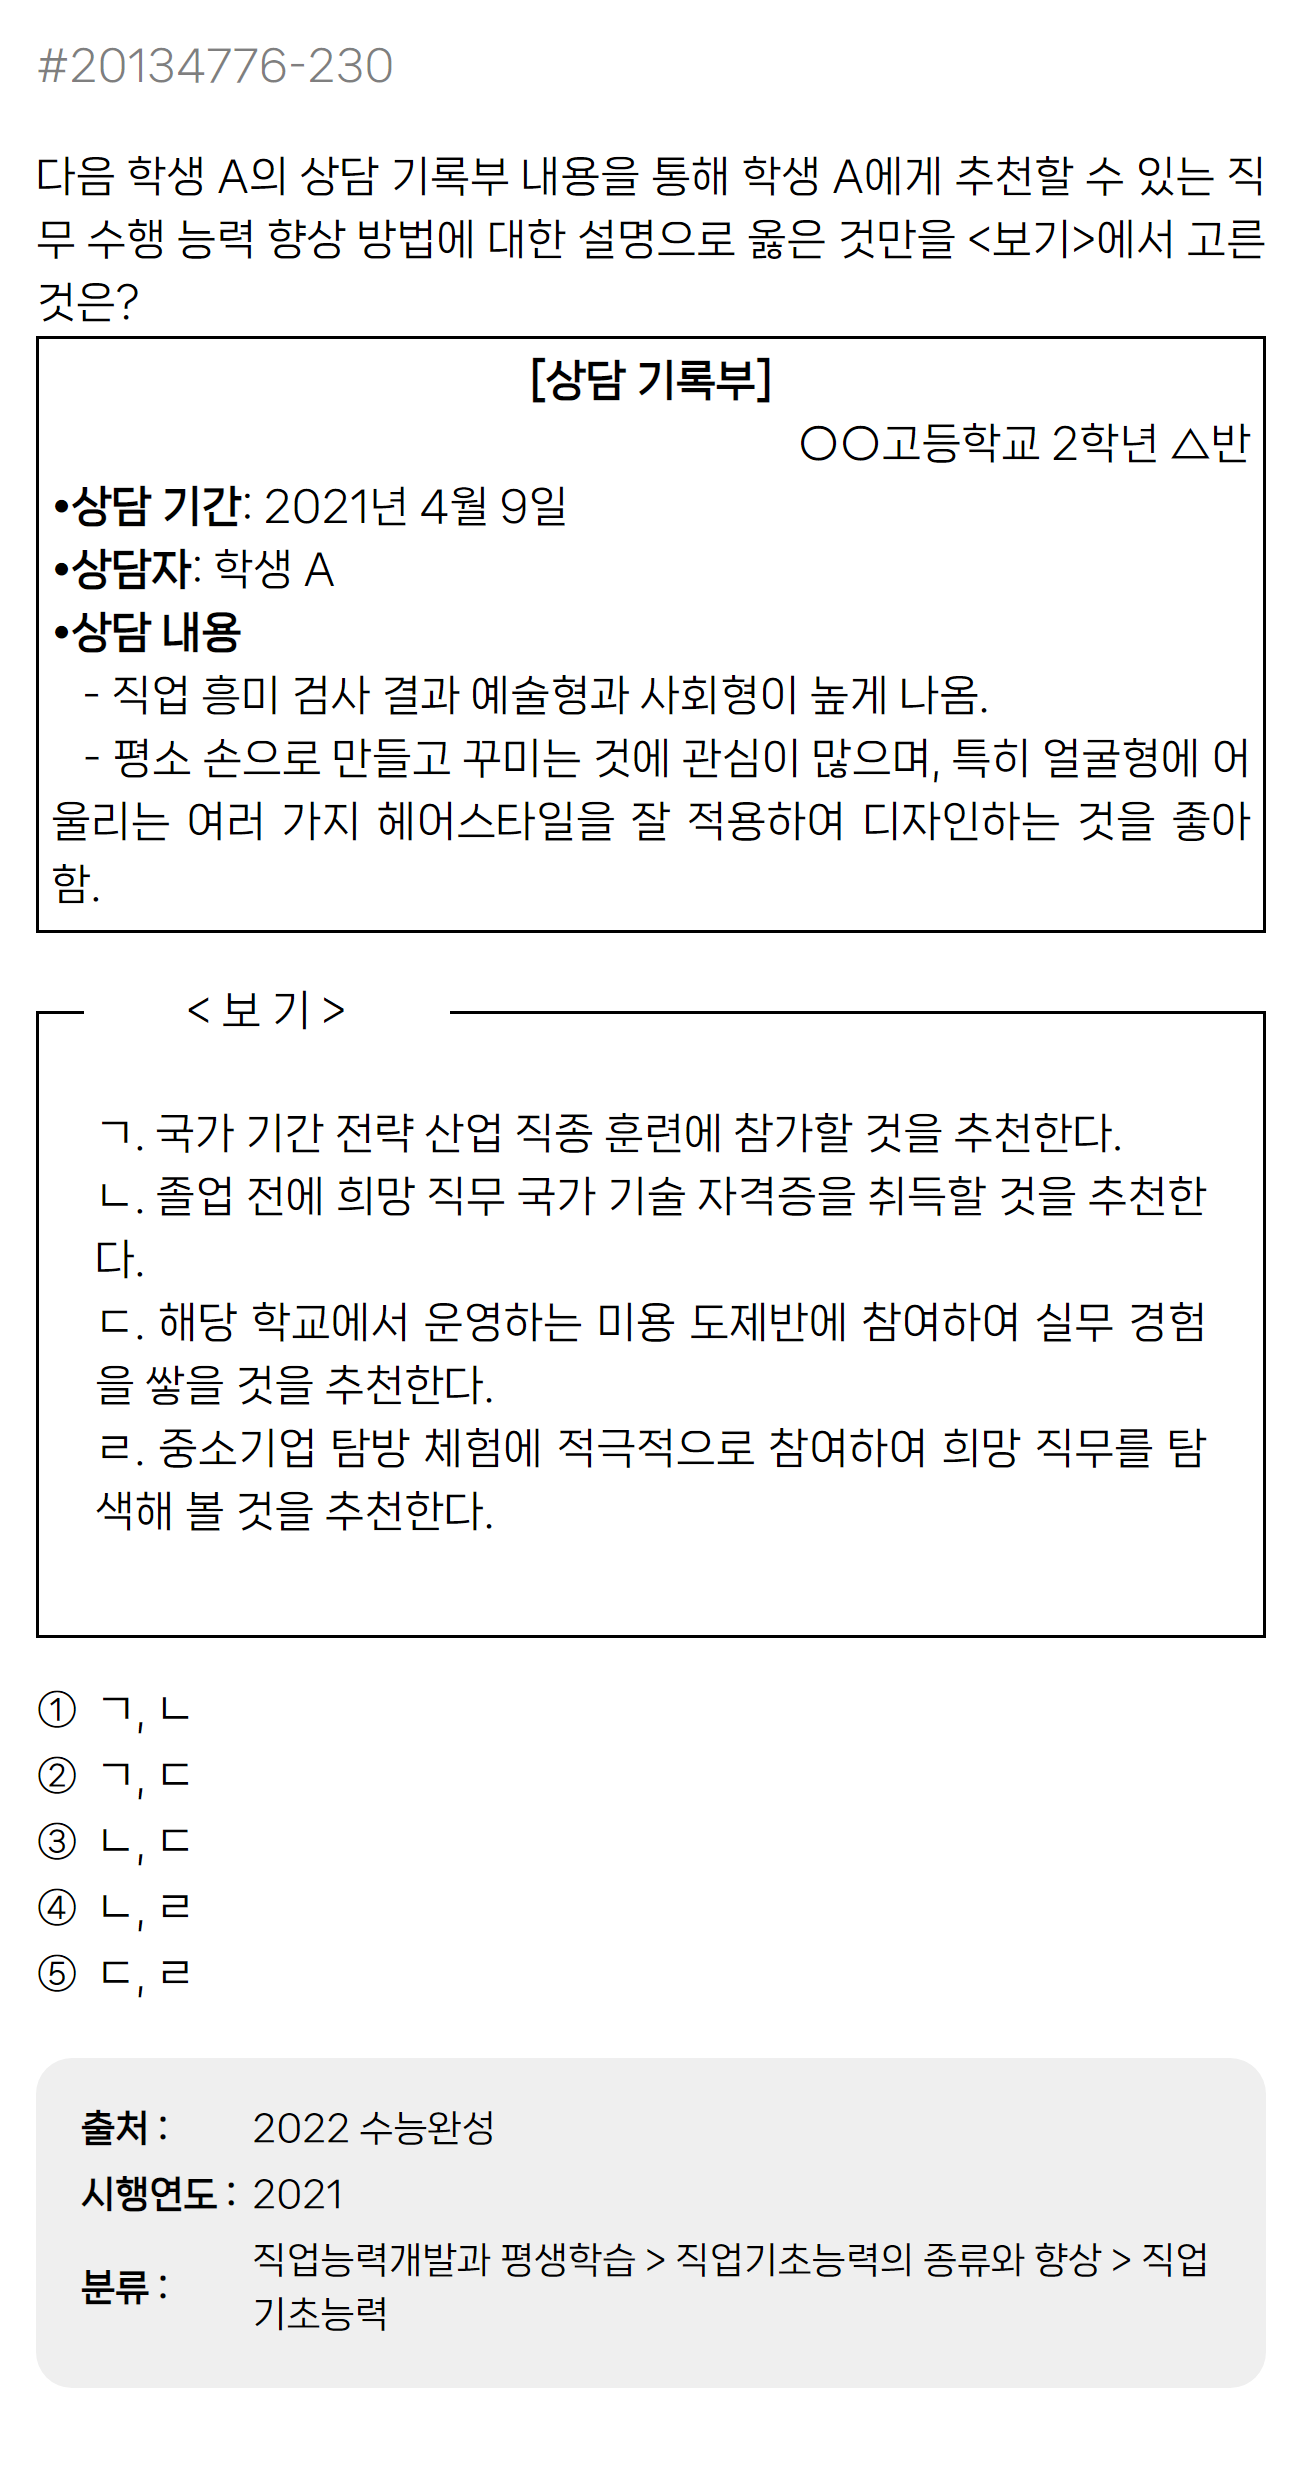 #20134776-230
다음 학생 A의 상담 기록부 내용을 통해 학생 A에게 추천할 수 있는 직
무 수행 능력 향상 방법에 대한 설명으로 옳은 것만을 <보기>에서 고른
것은?
[상담 기록부]
○○고등학교 2학년 △반
•상담 기간: 2021년 4월 9일
•상담자: 학생 A
•상담 내용
- 직업 흥미 검사 결과 예술형과 사회형이 높게 나옴.
- 평소 손으로 만들고 꾸미는 것에 관심이 많으며, 특히 얼굴형에 어
울리는 여러 가지 헤어스타일을 잘 적용하여 디자인하는 것을 좋아
함.
< 보 기 >
ㄱ. 국가 기간 전략 산업 직종 훈련에 참가할 것을 추천한다.
ㄴ. 졸업 전에 희망 직무 국가 기술 자격증을 취득할 것을 추천한
다.
ㄷ. 해당 학교에서 운영하는 미용 도제반에 참여하여 실무 경험
을 쌓을 것을 추천한다.
ㄹ. 중소기업 탐방 체험에 적극적으로 참여하여 희망 직무를 탐
색해 볼 것을 추천한다.
① ㄱ, ㄴ
② ㄱ, ㄷ
③ ㄴ, ㄷ
④ ㄴ, ㄹ
⑤ ㄷ, ㄹ
출처 : 2022 수능완성
시행연도 : 2021
분류 : 직업능력개발과 평생학습 > 직업기초능력의 종류와 향상 > 직업
기초능력